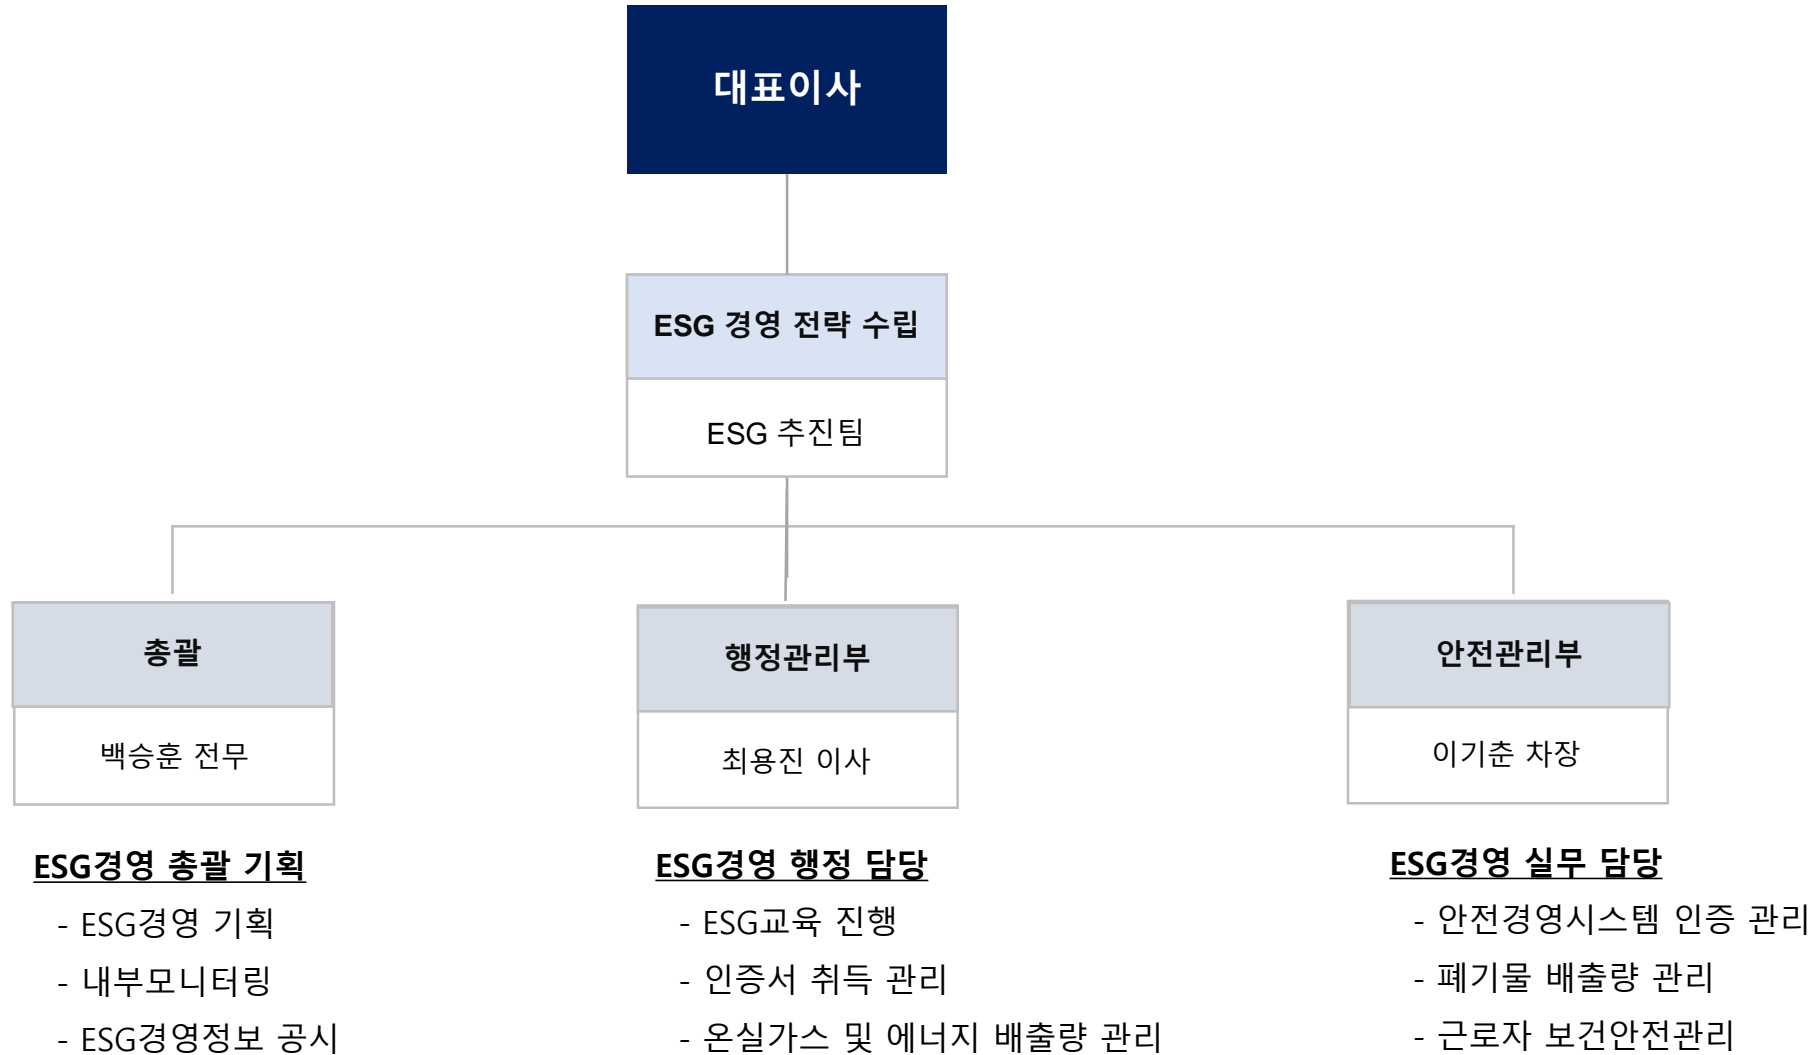 대표이사
ESG 경영 전략 수립
ESG 추진팀
총괄
백승훈 전무
ESG경영 총괄 기획
- ESG경영 기획
- 내부모니터링
- ESG경영정보 공시
행정관리부
최용진 이사
ESG경영 행정 담당
- ESG교육 진행
- 인증서 취득 관리
- 온실가스 및 에너지 배출량 관리
안전관리부
이기춘 차장
ESG경영 실무 담당
- 안전경영시스템 인증 관리
- 폐기물 배출량 관리
- 근로자 보건안전관리